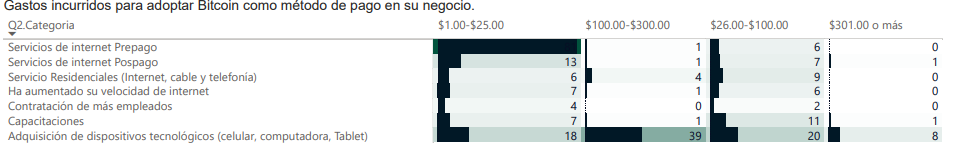 Gastos incurridos para adoptar Bitcoin como método de pago en su negocio.
Q2.Categoria $1.00-$25.00 $100.00-$300.00 $26.00-$100.00 $301.00 o más
Servicios de internet Prepago 1 6 0
Servicios de internet Pospago 13 1 7 1
Servicio Residenciales (Internet, cable y telefonía) 6 4 9 0
Ha aumentado su velocidad de internet 7 1 6 0
Contratación de más empleados 4 0 2 0
Capacitaciones 7 1 11 1
Adquisición de dispositivos tecnológicos (celular, computadora, Tablet) 18 39 20 8